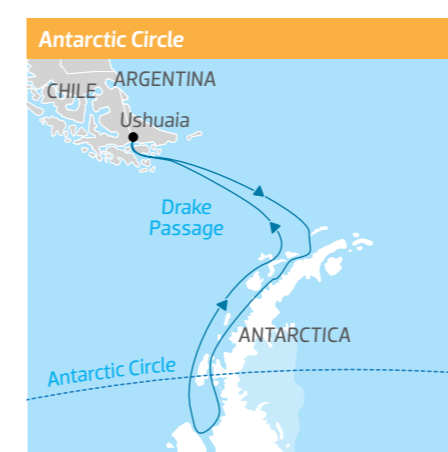 Antarctic Circle
ARGENTINA
CHILE
Ushuaia
Drake
Passage
ANTARCTICA
Antarctic Circle